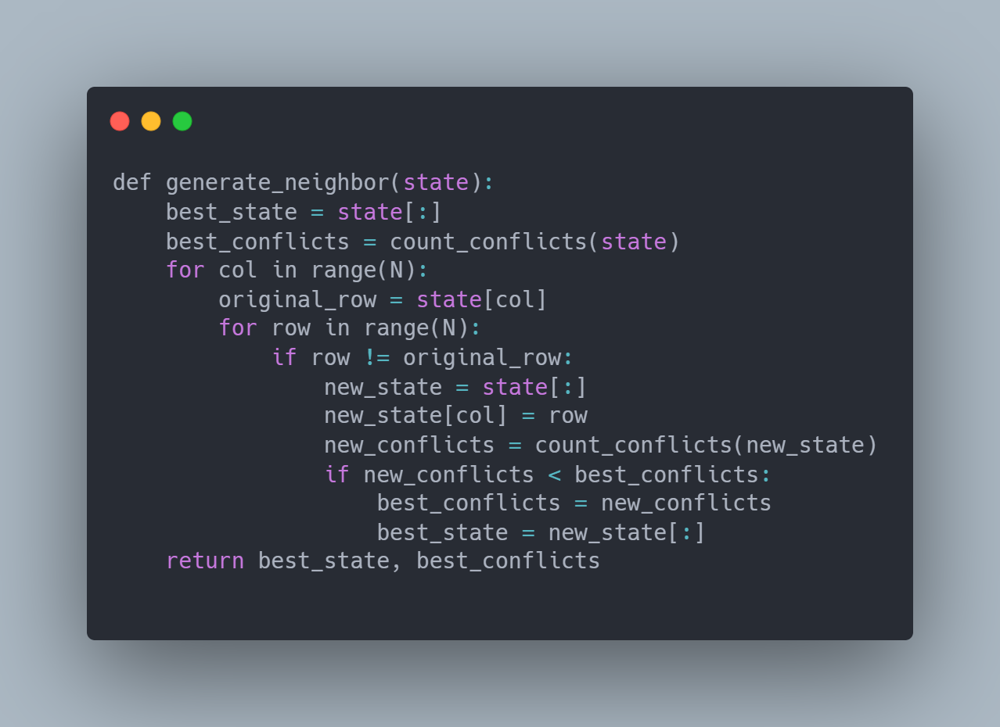 def generate_neighbor(state):
    best_state = state[:]
    best_conflicts = count_conflicts(state)
    for col in range(N):
        original_row = state[col]
        for row in range(N):
            if row != original_row:
                new_state = state[:]
                new_state[col] = row
                new_conflicts = count_conflicts(new_state)
                if new_conflicts < best_conflicts:
                    best_conflicts = new_conflicts
                    best_state = new_state[:]
    return best_state, best_conflicts